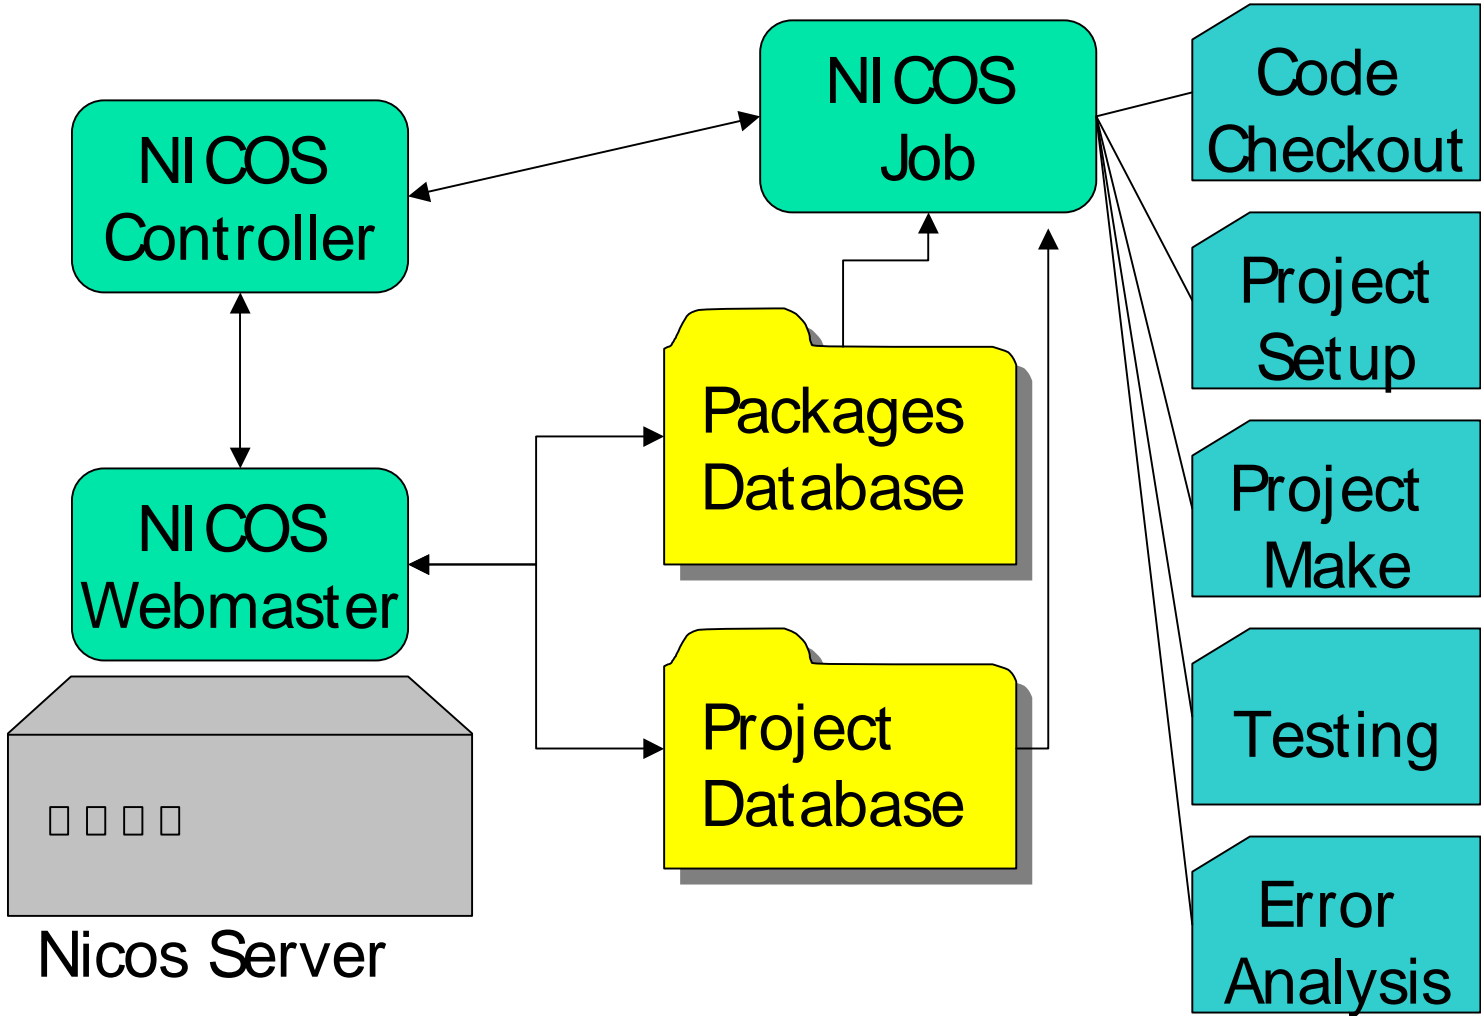 NICOS
Controller
NICOS
Job
Code
Checkout
Project
Setup
Packages
Database
Project
Make
NICOS
Webmaster
Project
Database
Testing
Error
Analysis
Nicos Server